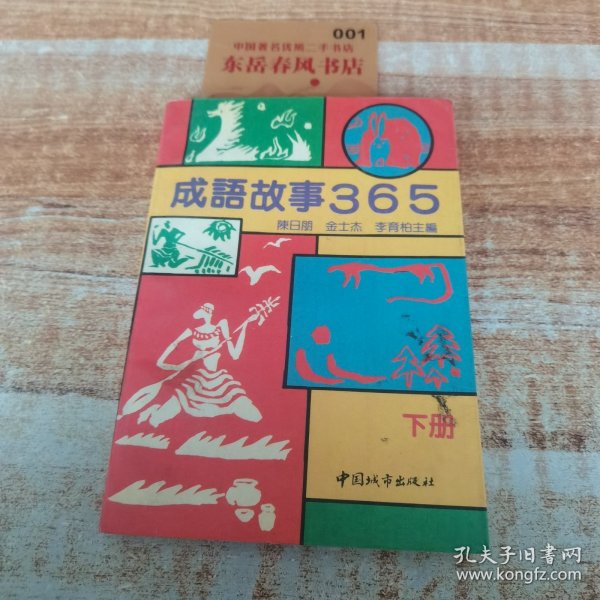 001
中国著名优质二手书店
东岳春风书店
成語故事365
陳日朋 金士杰 李育柏主編
下册
中国城市出版社
孔夫子旧书网
www.kongfz.com